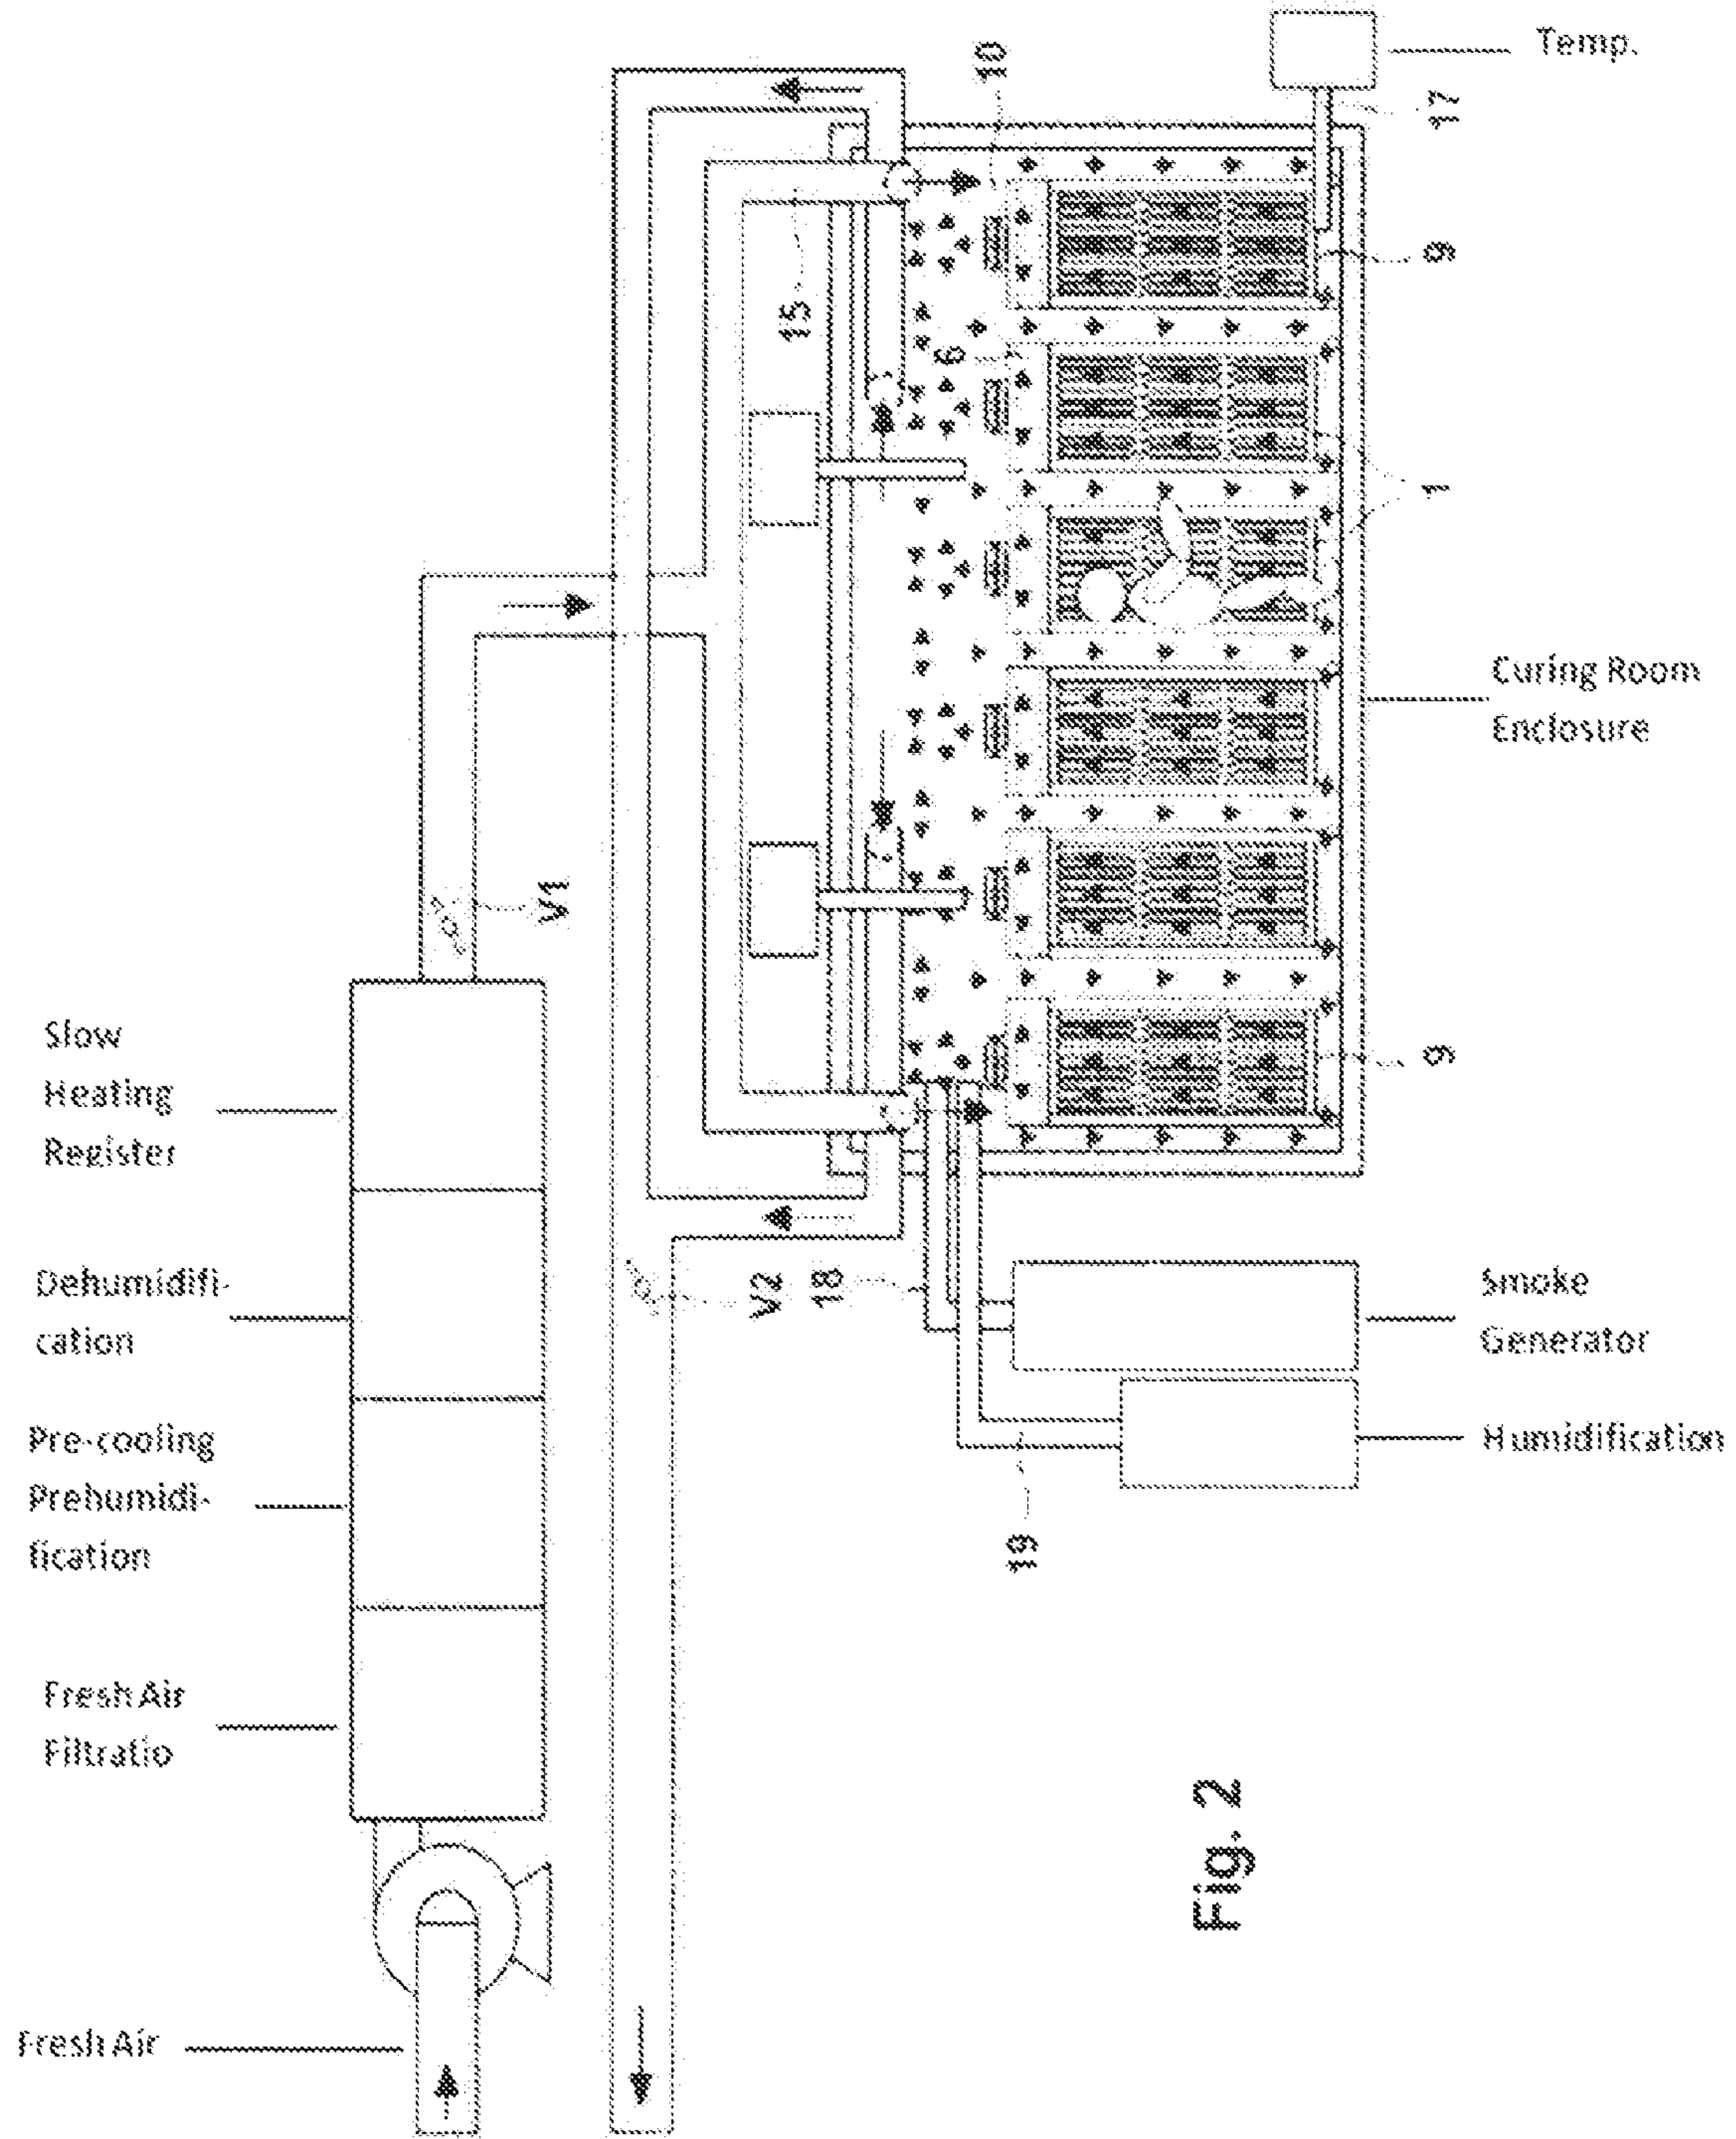 Temp.
10
17
15
9
6
1
Curing Room
Enclosure
V1
Slow
Heating
Register
9
Dehumidifi-
cation
V2
18
Smoke
Generator
Pre-cooling
Prehumidi-
fication
Humidification
19
Fresh Air
Filtratio
Fig. 2
Fresh Air